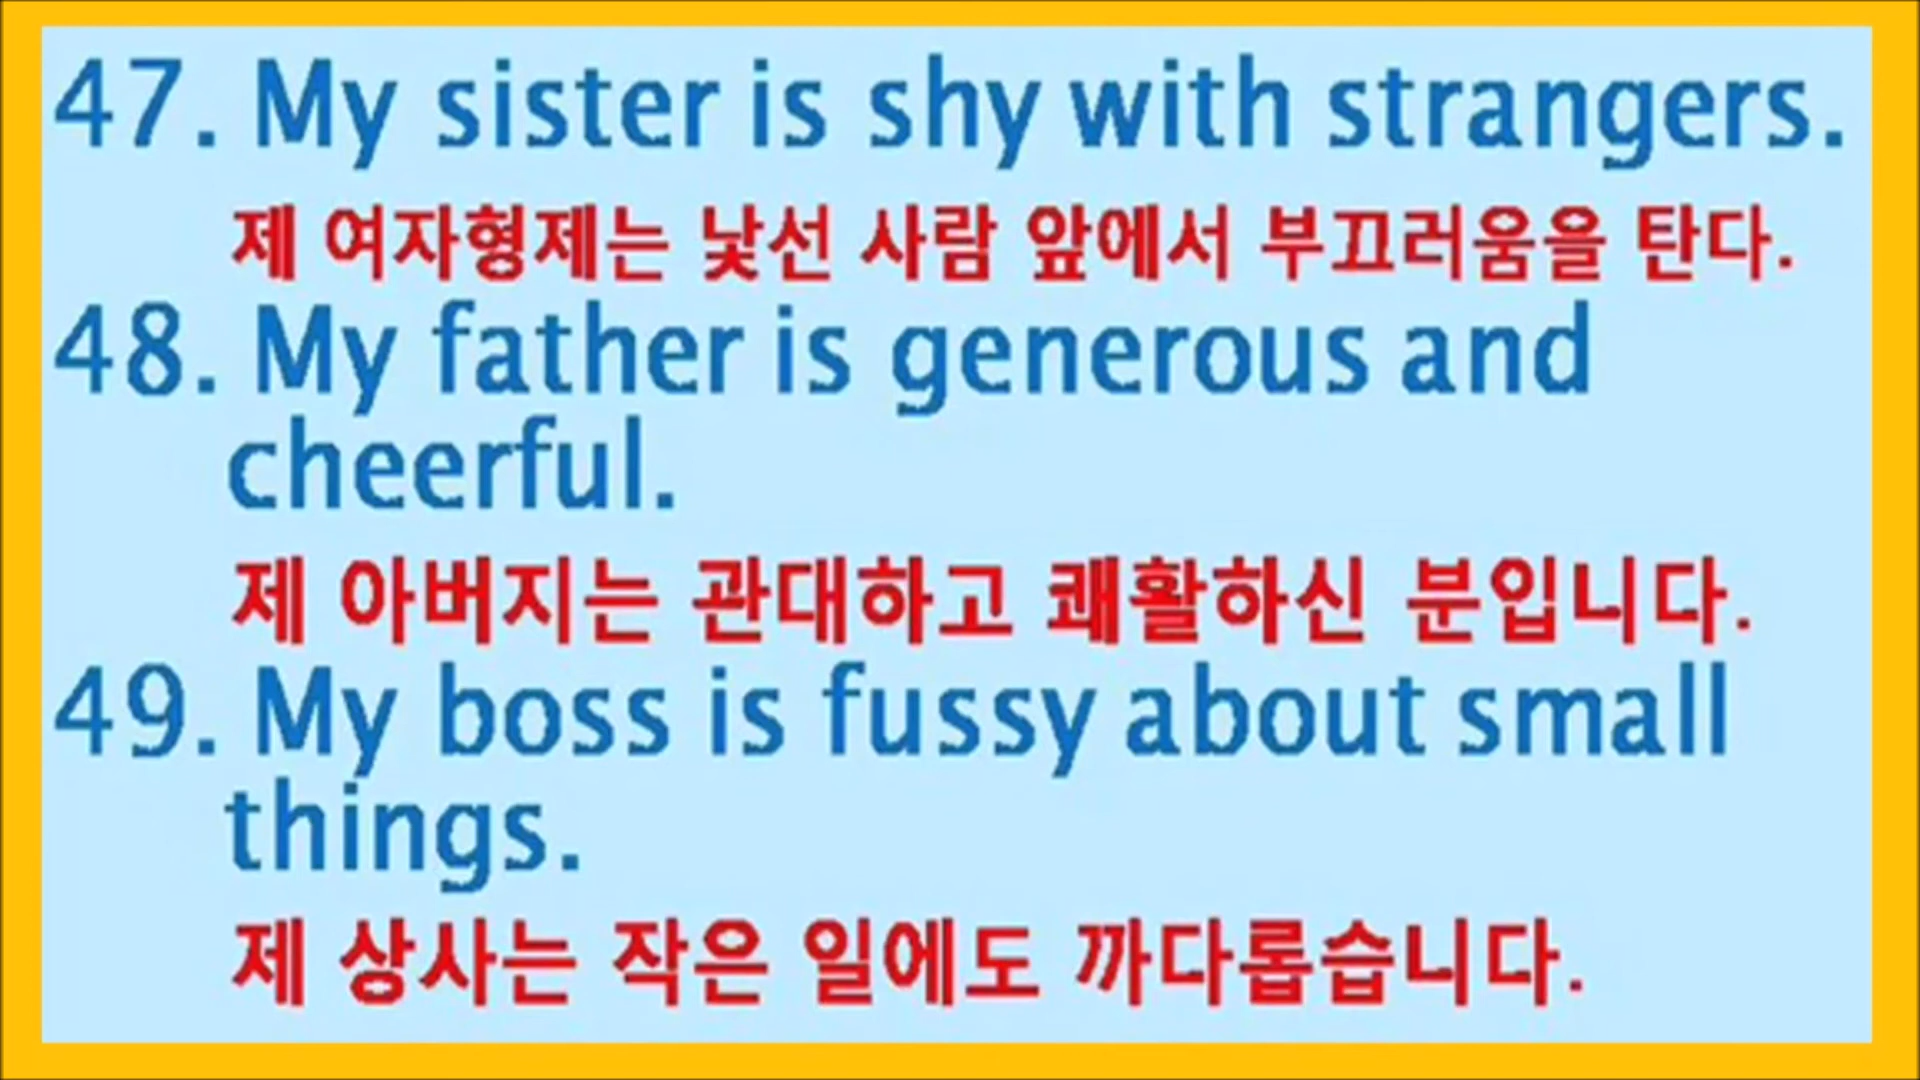 47. My sister is shy with strangers.
제 여자형제는 낯선 사람 앞에서 부끄러움을 탄다.
48. My father is generous and
cheerful.
제 아버지는 관대하고 쾌활하신 분입니다.
49. My boss is fussy about small
things.
제 상사는 작은 일에도 까다롭습니다.